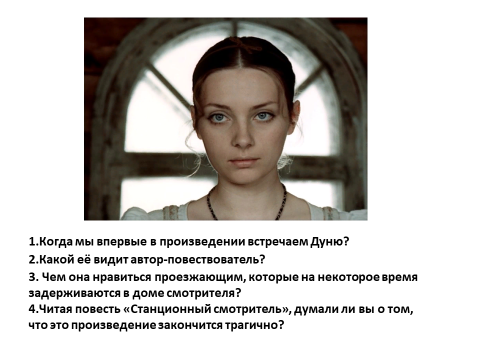 1.Когда мы впервые в произведении встречаем Дуню?
2.Какой её видит автор-повествователь?
3. Чем она нравиться проезжающим, которые на некоторое время
задерживаются в доме смотрителя?
4.Читая повесть «Станционный смотритель», думали ли вы о том,
что это произведение закончится трагично?